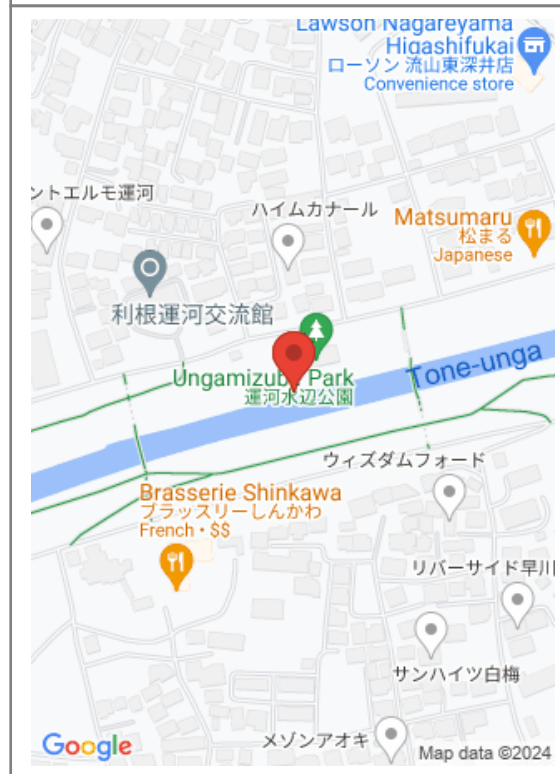 Lawson Nagareyama
Higashifukai
ローソン 流山東深井店
Convenience store
ントエルモ運河
ハイムカナール
Matsumaru
松まる
Japanese
利根運河交流館
Ungamizube Park
運河水辺公園
Tone-unga
ウィズダムフォード
Brasserie Shinkawa
ブラッスリーしんかわ
French・$$
リバーサイド早川
サンハイツ白梅
メゾンアオキ
Google
Map data ©2024